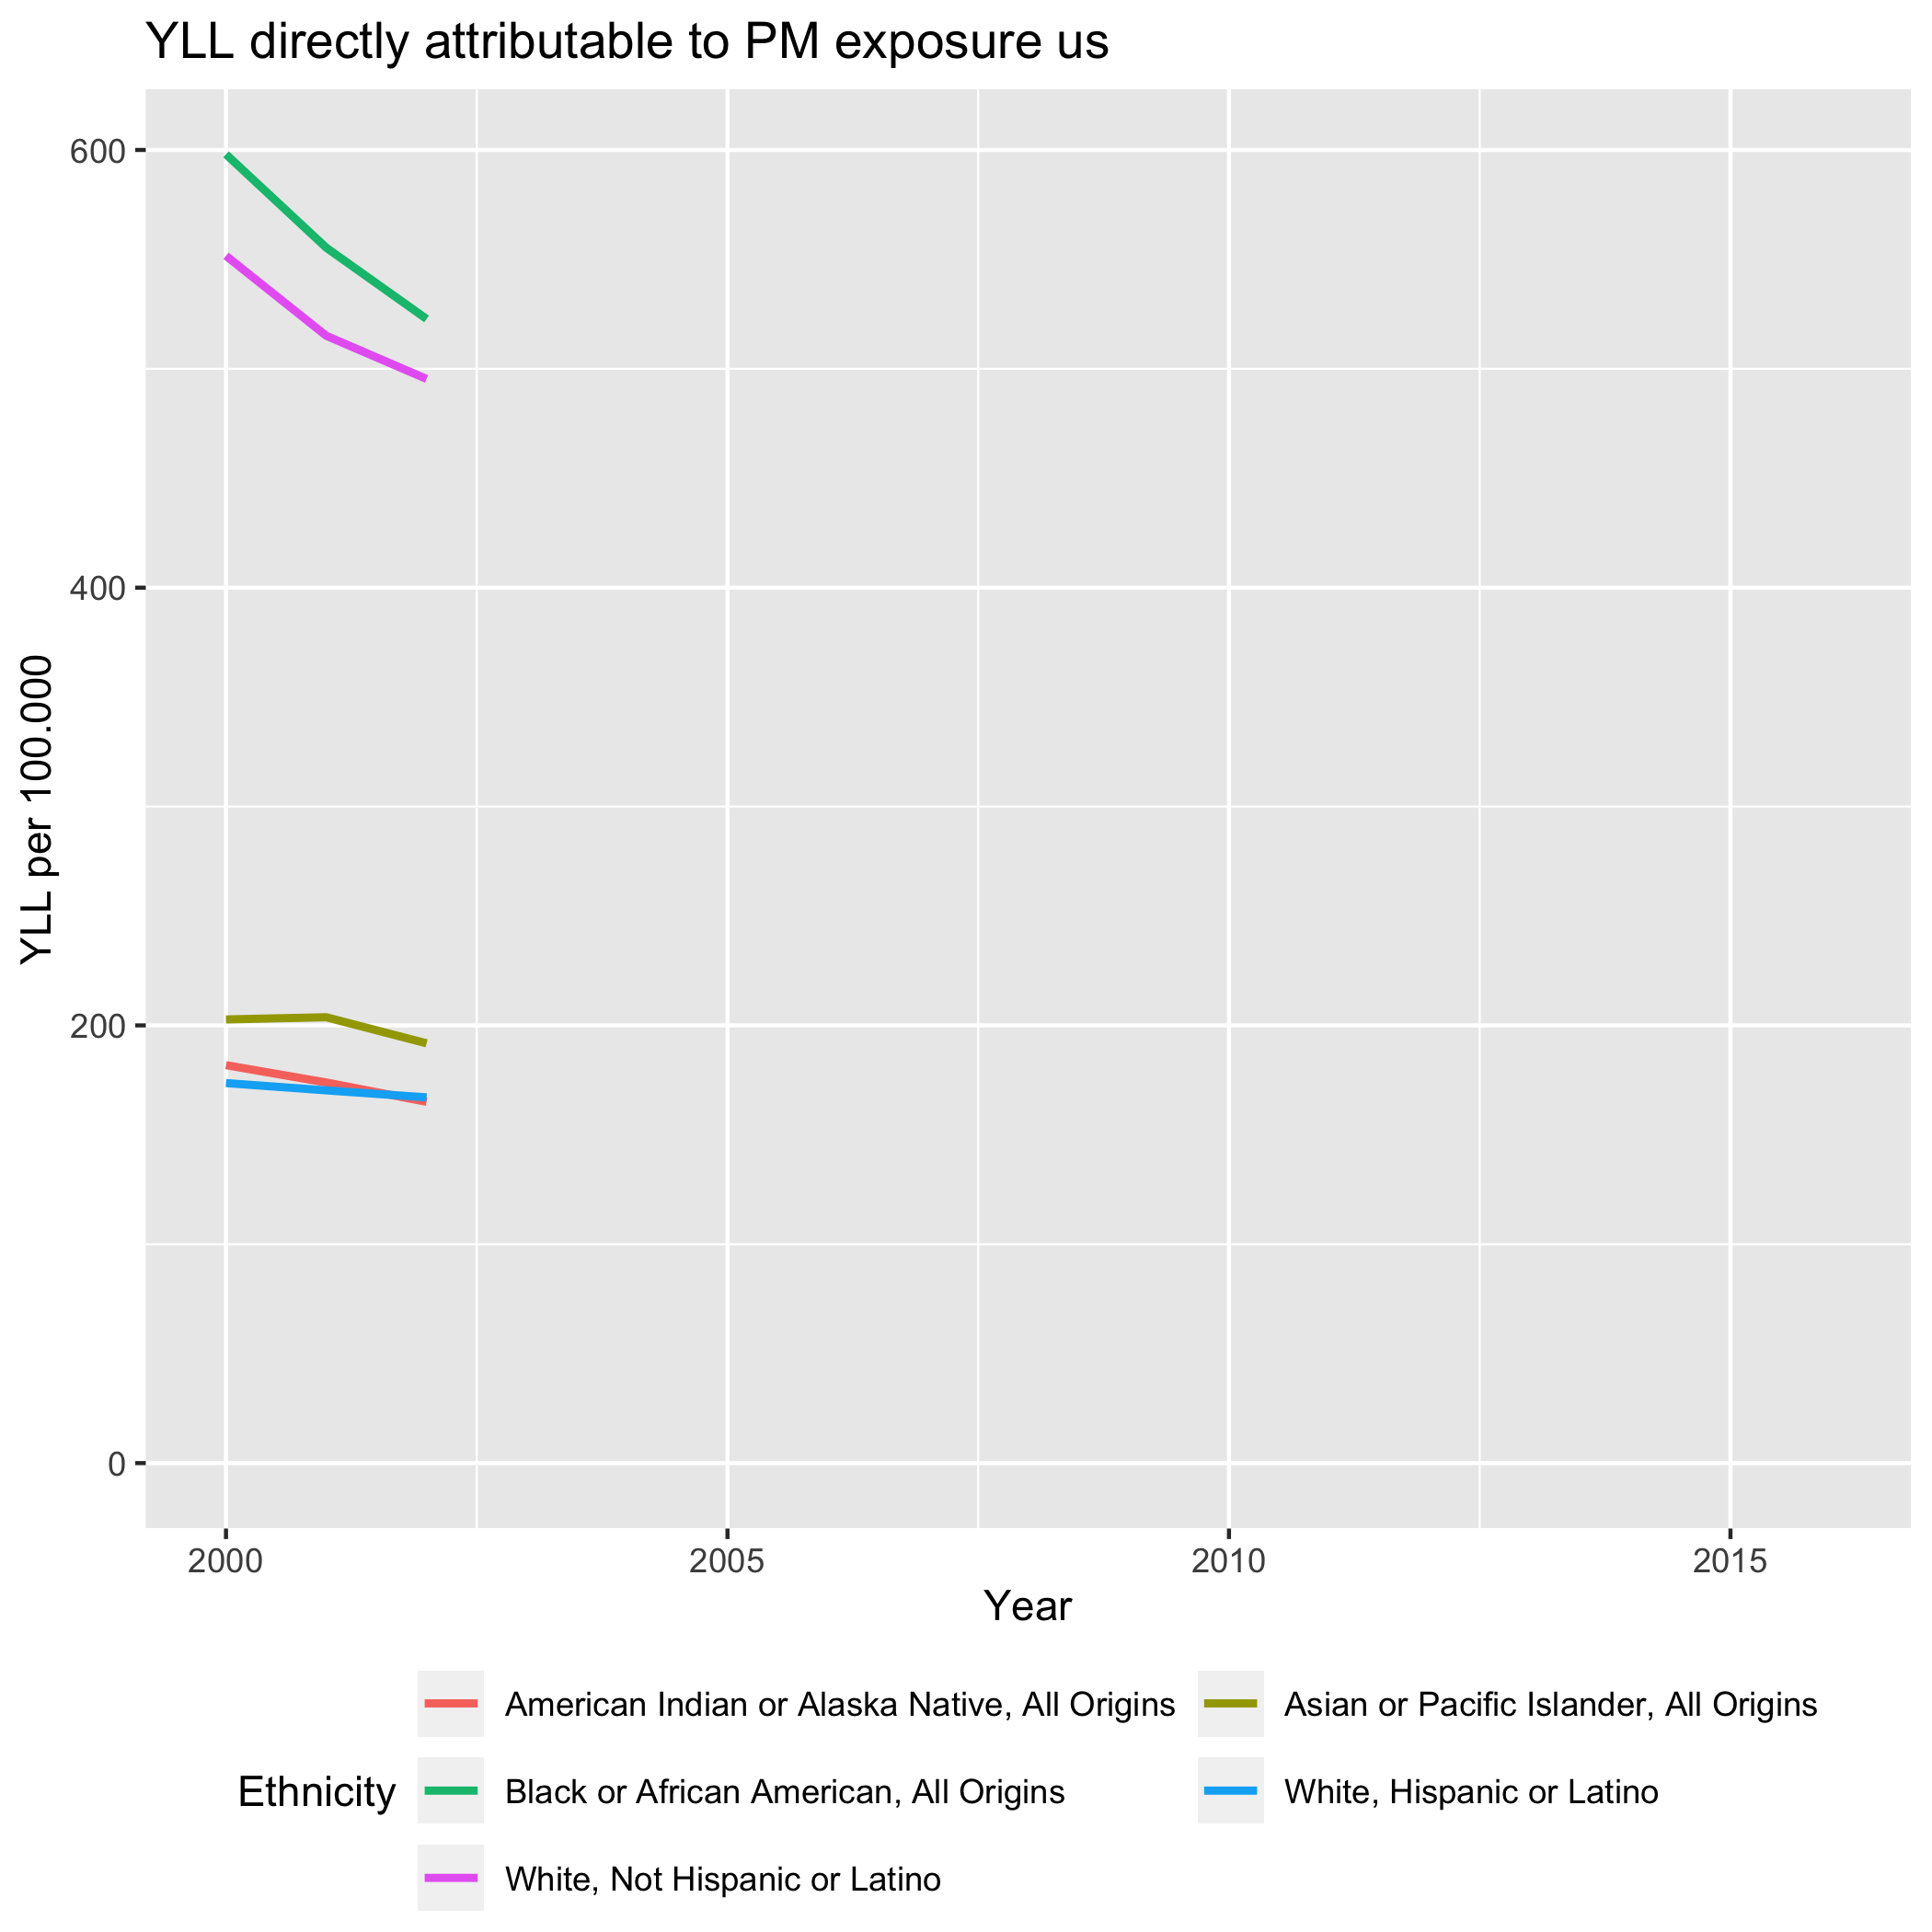 YLL directly attributable to PM exposure us
600
400
200
0
YLL per 100.000
2000 2005 2010 2015
Year
Ethnicity
American Indian or Alaska Native, All Origins
Asian or Pacific Islander, All Origins
Black or African American, All Origins
White, Hispanic or Latino
White, Not Hispanic or Latino